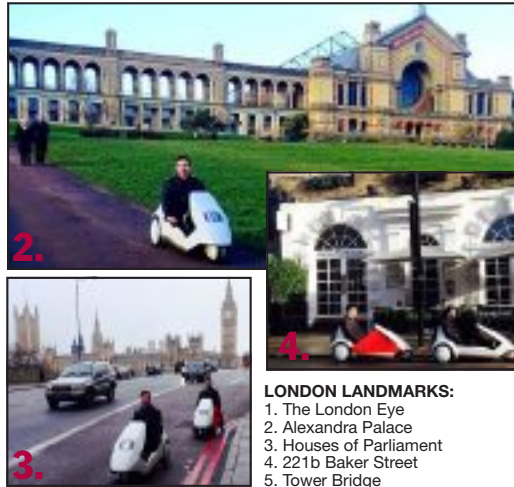 2.
4.
3.
LONDON LANDMARKS:
1. The London Eye
2. Alexandra Palace
3. Houses of Parliament
4. 221b Baker Street
5. Tower Bridge